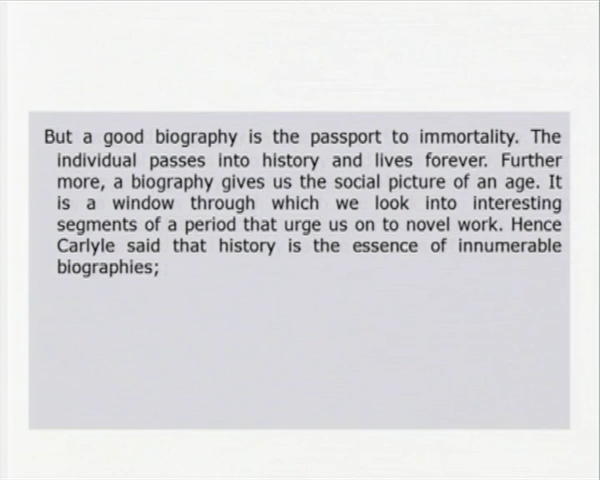 But a good biography is the passport to immortality. The
individual passes into history and lives forever. Further
more, a biography gives us the social picture of an age. It
is a window through which we look into interesting
segments of a period that urge us on to novel work. Hence
Carlyle said that history is the essence of innumerable
biographies;